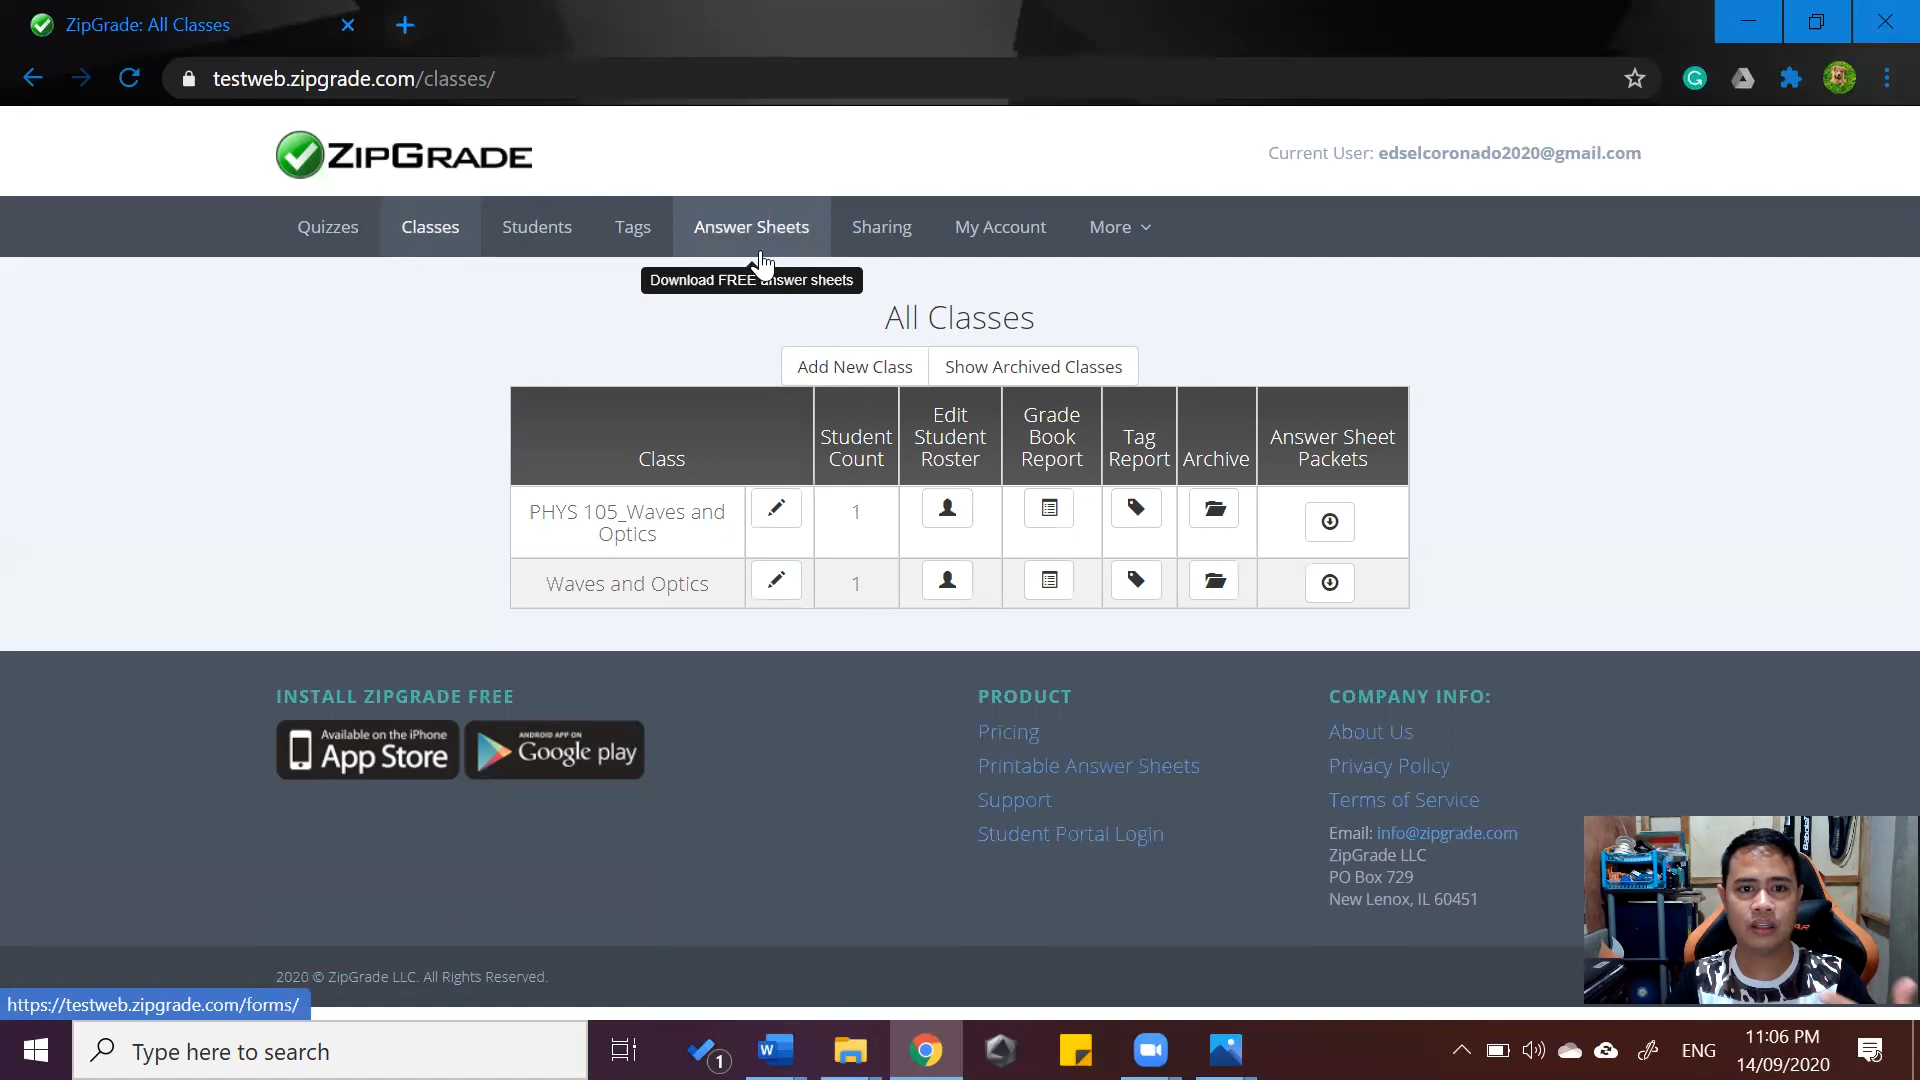 ZipGrade: All Classes
testweb.zipgrade.com/classes/
ZIPGRADE
Current User: edselcoronado2020@gmail.com
Quizzes
Classes
Students
Tags
Answer Sheets
Sharing
My Account
More
Download FREE answer sheets
All Classes
Add New Class
Show Archived Classes
Class
Student Count
Edit Student Roster
Grade Book Report
Tag Report
Archive
Answer Sheet Packets
PHYS 105_Waves and Optics
1
Waves and Optics
1
INSTALL ZIPGRADE FREE
Available on the iPhone
App Store
ANDROID APP ON
Google play
PRODUCT
Pricing
Printable Answer Sheets
Support
Student Portal Login
COMPANY INFO:
About Us
Privacy Policy
Terms of Service
Email: info@zipgrade.com
ZipGrade LLC
PO Box 729
New Lenox, IL 60451
2020 © ZipGrade LLC. All Rights Reserved.
https://testweb.zipgrade.com/forms/
Type here to search
1
ENG
11:06 PM
14/09/2020